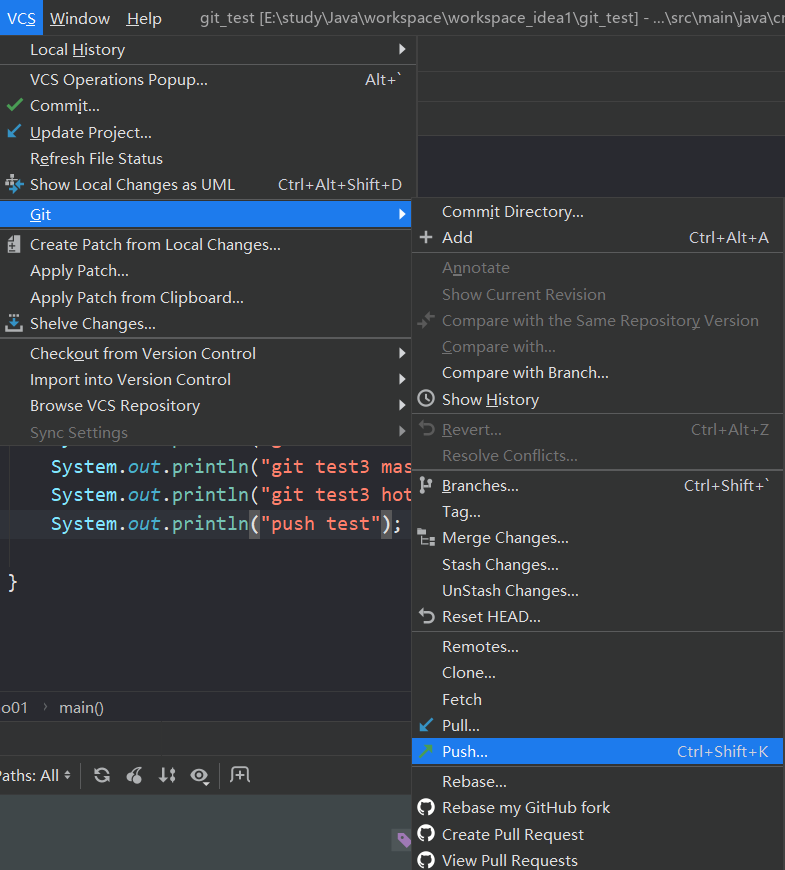 VCS Window Help git_test [E:\study\Java\workspace\workspace_idea1\git_test] - ...\src\main\java\cn
Local History
VCS Operations Popup... Alt+`
Commit...
Update Project...
Refresh File Status
Show Local Changes as UML Ctrl+Alt+Shift+D
Git
Create Patch from Local Changes...
Apply Patch...
Apply Patch from Clipboard...
Shelve Changes...
Checkout from Version Control
Import into Version Control
Browse VCS Repository
Sync Settings
Commit Directory...
Add Ctrl+Alt+A
Annotate
Show Current Revision
Compare with the Same Repository Version
Compare with...
Compare with Branch...
Show History
Revert... Ctrl+Alt+Z
Resolve Conflicts...
Branches... Ctrl+Shift+`
Tag...
Merge Changes...
Stash Changes...
UnStash Changes...
Reset HEAD...
Remotes...
Clone...
Fetch
Pull...
Push... Ctrl+Shift+K
Rebase...
Rebase my GitHub fork
Create Pull Request
View Pull Requests
System.out.println("git test3 mas
System.out.println("git test3 hot
System.out.println("push test");
}
o01 › main()
Paths: All